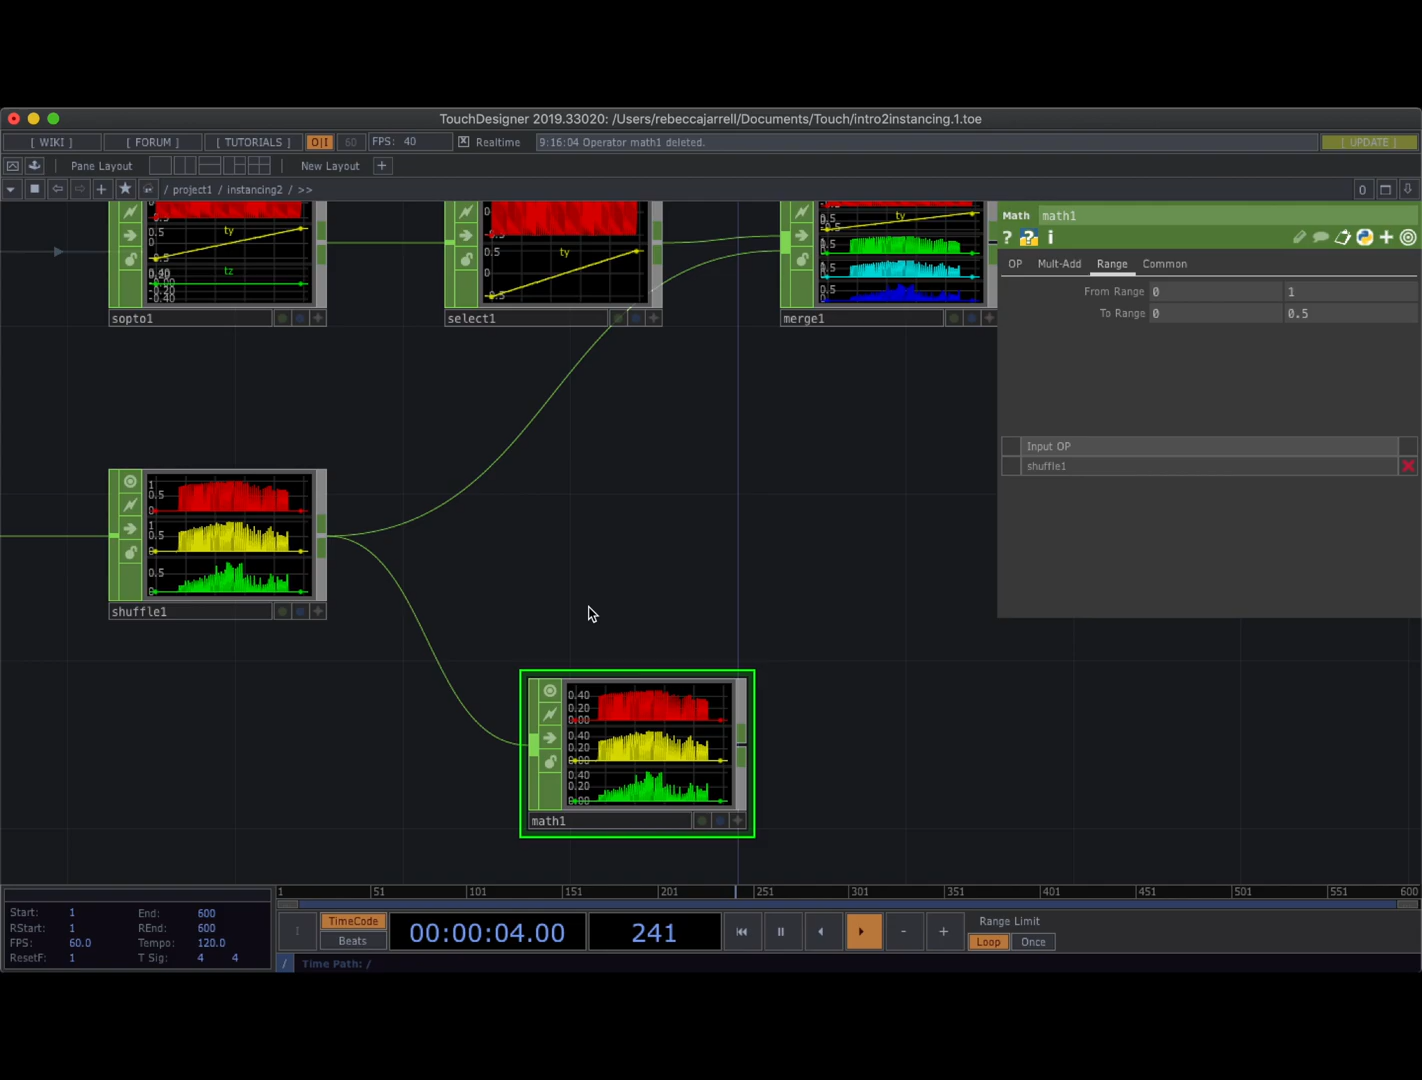 TouchDesigner 2019.33020: /Users/rebeccajarrell/Documents/Touch/intro2instancing.1.toe
[ WIKI ] [ FORUM ] [ TUTORIALS ] O|I 60 FPS: 40 Realtime 9:16:04 Operator math1 deleted. [ UPDATE ]
Pane Layout New Layout +
/ project1 / instancing2 / >> 0
Math math1
? ? i
OP Mult-Add Range Common
From Range 0 1
To Range 0 0.5
Input OP
shuffle1
ty
tz
sopto1
ty
select1
ty
merge1
shuffle1
math1
1 51 101 151 201 251 301 351 401 451 501 551 600
Start: 1 End: 600
RStart: 1 REnd: 600
FPS: 60.0 Tempo: 120.0
ResetF: 1 T Sig: 4 4
TimeCode
Beats
00:00:04.00 241
- +
Range Limit
Loop Once
/ Time Path: /